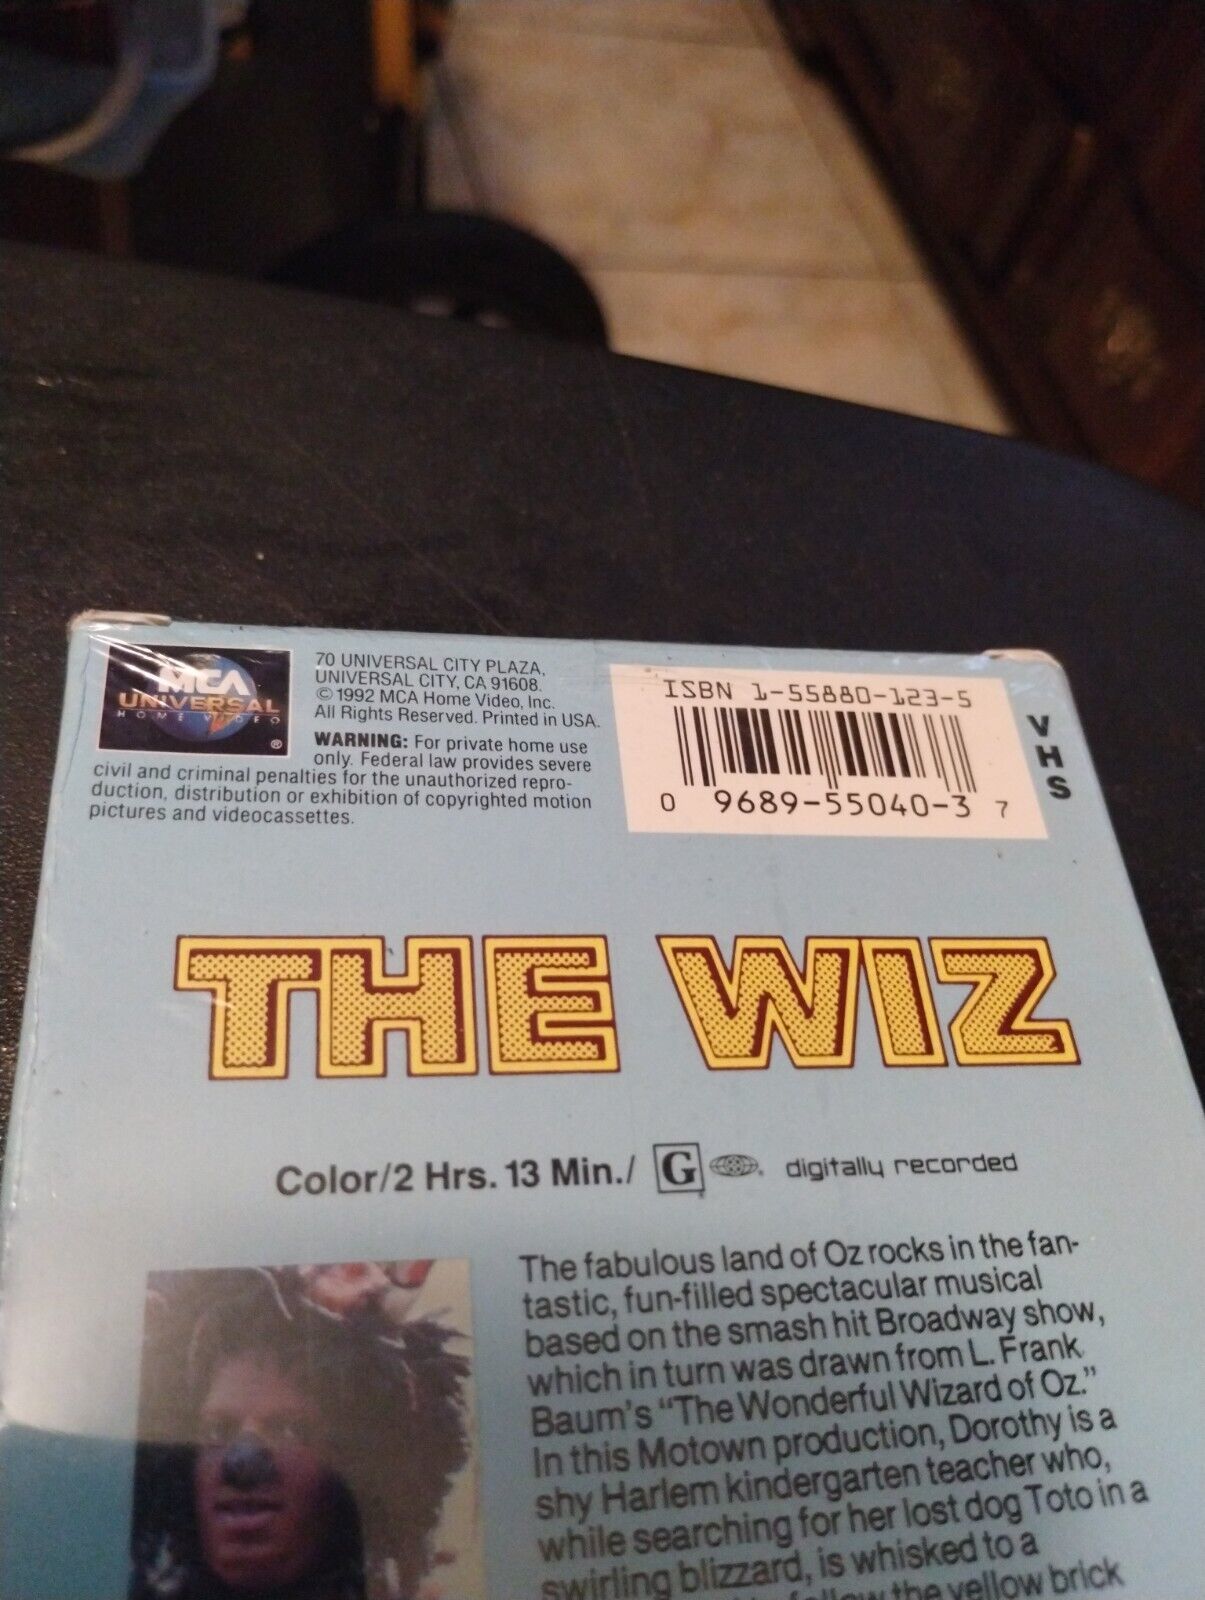 MCA
UNIVERSAL
HOME VIDEO
®
70 UNIVERSAL CITY PLAZA,
UNIVERSAL CITY, CA 91608.
© 1992 MCA Home Video, Inc.
All Rights Reserved. Printed in USA.
WARNING: For private home use
only. Federal law provides severe
civil and criminal penalties for the unauthorized repro-
duction, distribution or exhibition of copyrighted motion
pictures and videocassettes.
ISBN 1-55880-123-5
0 9689-55040-3 7
VHS
THE WIZ
Color/2 Hrs. 13 Min./ G digitally recorded
The fabulous land of Oz rocks in the fan-
tastic, fun-filled spectacular musical
based on the smash hit Broadway show,
which in turn was drawn from L. Frank
Baum's "The Wonderful Wizard of Oz."
In this Motown production, Dorothy is a
shy Harlem kindergarten teacher who,
while searching for her lost dog Toto in a
swirling blizzard, is whisked to a
follow the yellow brick